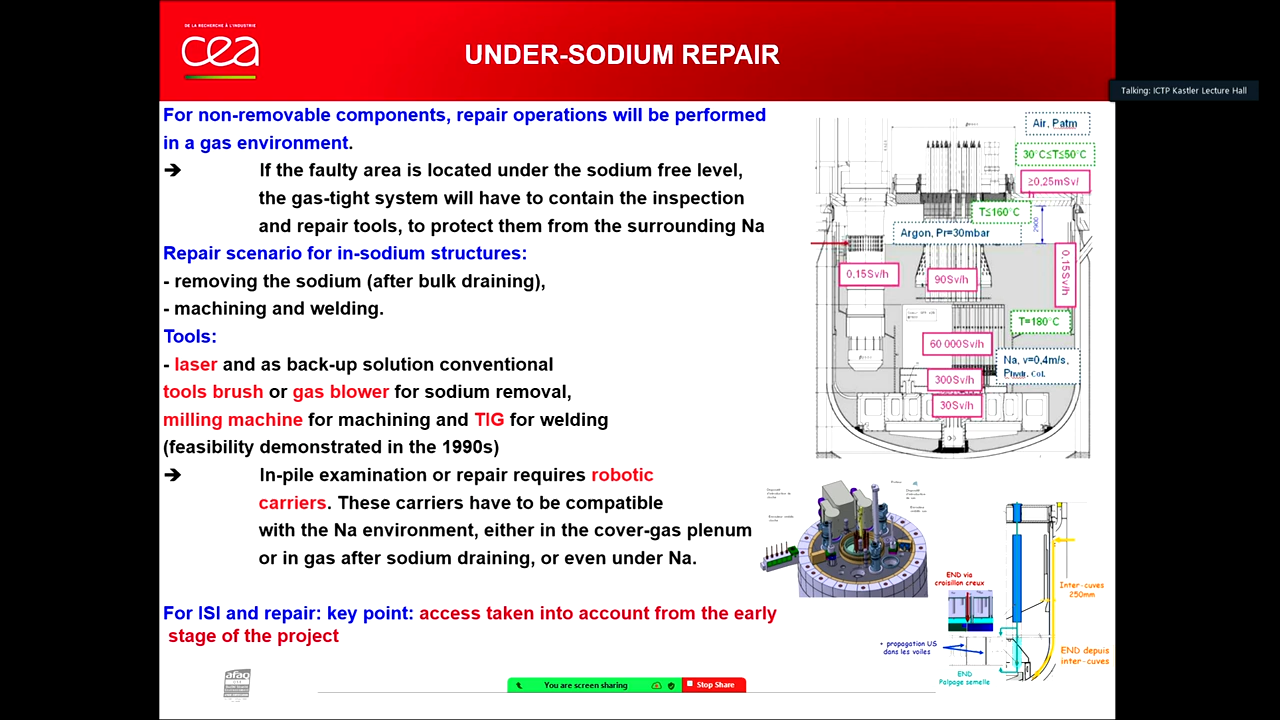 DE LA RECHERCHE À L'INDUSTRIE
cea
UNDER-SODIUM REPAIR
Talking: ICTP Kastler Lecture Hall
For non-removable components, repair operations will be performed
in a gas environment.
➔ If the faulty area is located under the sodium free level,
the gas-tight system will have to contain the inspection
and repair tools, to protect them from the surrounding Na
Repair scenario for in-sodium structures:
- removing the sodium (after bulk draining),
- machining and welding.
Tools:
- laser and as back-up solution conventional
tools brush or gas blower for sodium removal,
milling machine for machining and TIG for welding
(feasibility demonstrated in the 1990s)
➔ In-pile examination or repair requires robotic
carriers. These carriers have to be compatible
with the Na environment, either in the cover-gas plenum
or in gas after sodium draining, or even under Na.
For ISI and repair: key point: access taken into account from the early
stage of the project
Air, Patm
30°C≤T≤50°C
≥0,25mSv/
T≤160°C
Argon, Pr=30mbar
0,15Sv/h
90Sv/h
0,15Sv/h
T=180°C
60 000Sv/h
Na, v=0,4m/s,
Phydr. Col.
300Sv/h
30Sv/h
END via
croisillon creux
Inter-cuves
250mm
+ propagation US
dans les voiles
END depuis
inter-cuves
END
Palpage semelle
afaq
You are screen sharing
Stop Share